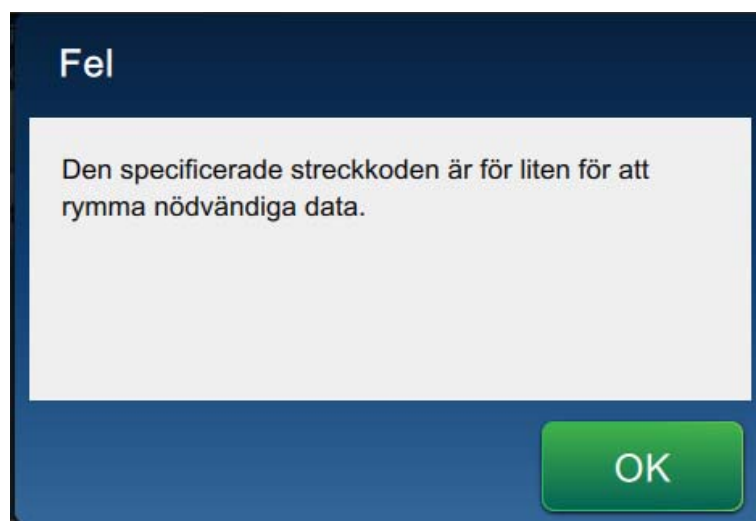 Fel
Den specificerade streckkoden är för liten för att
rymma nödvändiga data.
OK